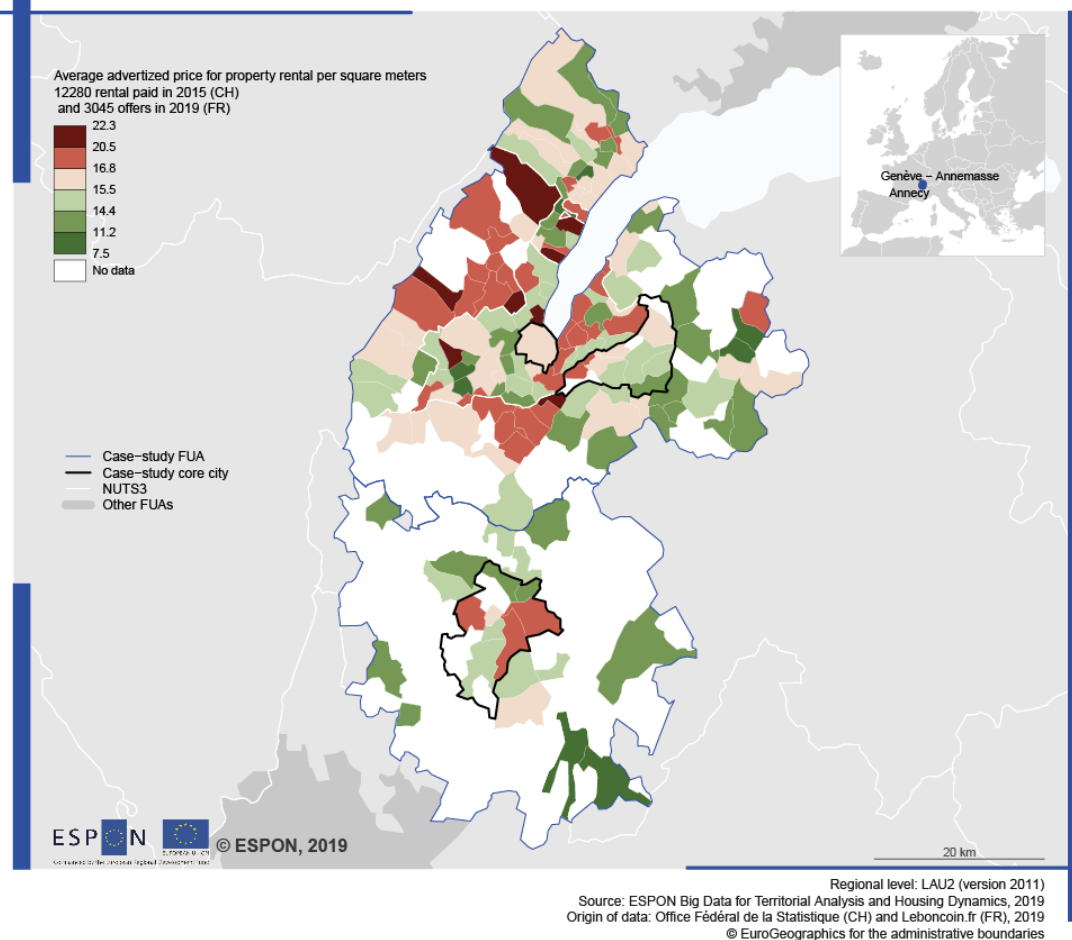 Average advertized price for property rental per square meters
12280 rental paid in 2015 (CH)
and 3045 offers in 2019 (FR)
22.3
20.5
16.8
15.5
14.4
11.2
7.5
No data
Genève – Annemasse
Annecy
Case–study FUA
Case–study core city
NUTS3
Other FUAs
ESPON
© ESPON, 2019
20 km
Regional level: LAU2 (version 2011)
Source: ESPON Big Data for Territorial Analysis and Housing Dynamics, 2019
Origin of data: Office Fédéral de la Statistique (CH) and Leboncoin.fr (FR), 2019
© EuroGeographics for the administrative boundaries